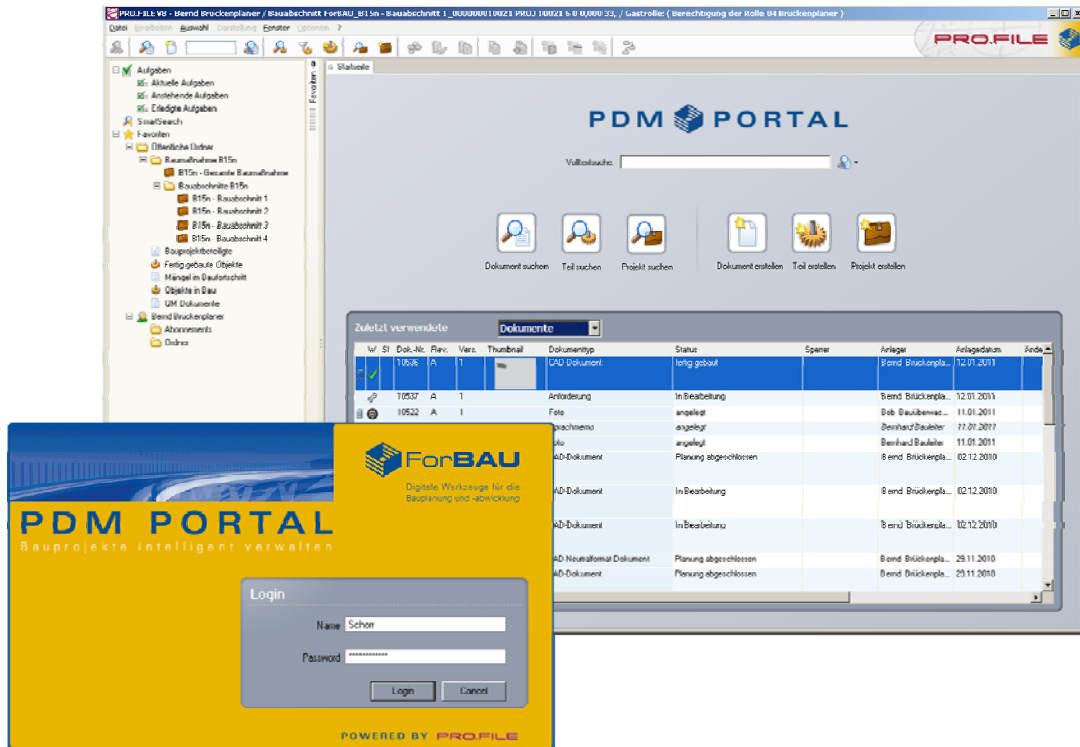 PRO.FILE V8 - Bernd Brückenplaner / Bauabschnitt ForBAU_B15n - Bauabschnitt 1_000000010021 PROJ 10021 6 0 0,000 33, / Gastrolle: ( Berechtigung der Rolle 04 Brückenplaner )
Datei Bearbeiten Auswahl Darstellung Fenster Optionen ?
PRO.FILE
Aufgaben
Aktuelle Aufgaben
Anstehende Aufgaben
Erledigte Aufgaben
SmartSearch
Favoriten
Öffentliche Ordner
Baumaßnahme B15n
B15n - Gesamte Baumaßnahme
Bauabschnitte B15n
B15n - Bauabschnitt 1
B15n - Bauabschnitt 2
B15n - Bauabschnitt 3
B15n - Bauabschnitt 4
Bauprojektbeteiligte
Fertig gebaute Objekte
Mängel im Baufortschritt
Objekte in Bau
QM Dokumente
Bernd Brückenplaner
Abonnements
Ordner
Favoriten
Startseite
PDM PORTAL
Volltextsuche:
Dokument suchen Teil suchen Projekt suchen Dokument erstellen Teil erstellen Projekt erstellen
Zuletzt verwendete Dokumente
W SI Dok.-Nr. Rev. Vers. Thumbnail Dokumenttyp Status Sperrer Anleger Anlagedatum Ände
10536 A 1 CAD-Dokument fertig gebaut Bernd Brückenpla... 12.01.2011
10537 A 1 Anforderung In Bearbeitung Bernd Brückenpla... 12.01.2011
10522 A 1 Foto angelegt Bob Bauüberwac... 11.01.2011
prachmemo angelegt Bernhard Bauleiter 11.01.2011
oto angelegt Bernhard Bauleiter 11.01.2011
AD-Dokument Planung abgeschlossen Bernd Brückenpla... 02.12.2010
AD-Dokument In Bearbeitung Bernd Brückenpla... 02.12.2010
AD-Dokument In Bearbeitung Bernd Brückenpla... 02.12.2010
AD-Neutralformat Dokument Planung abgeschlossen Bernd Brückenpla... 29.11.2010
AD-Dokument Planung abgeschlossen Bernd Brückenpla... 29.11.2010
ForBAU
Digitale Werkzeuge für die
Bauplanung und -abwicklung
PDM PORTAL
Bauprojekte intelligent verwalten
Login
Name Schorr
Password ************
Login Cancel
POWERED BY PRO.FILE